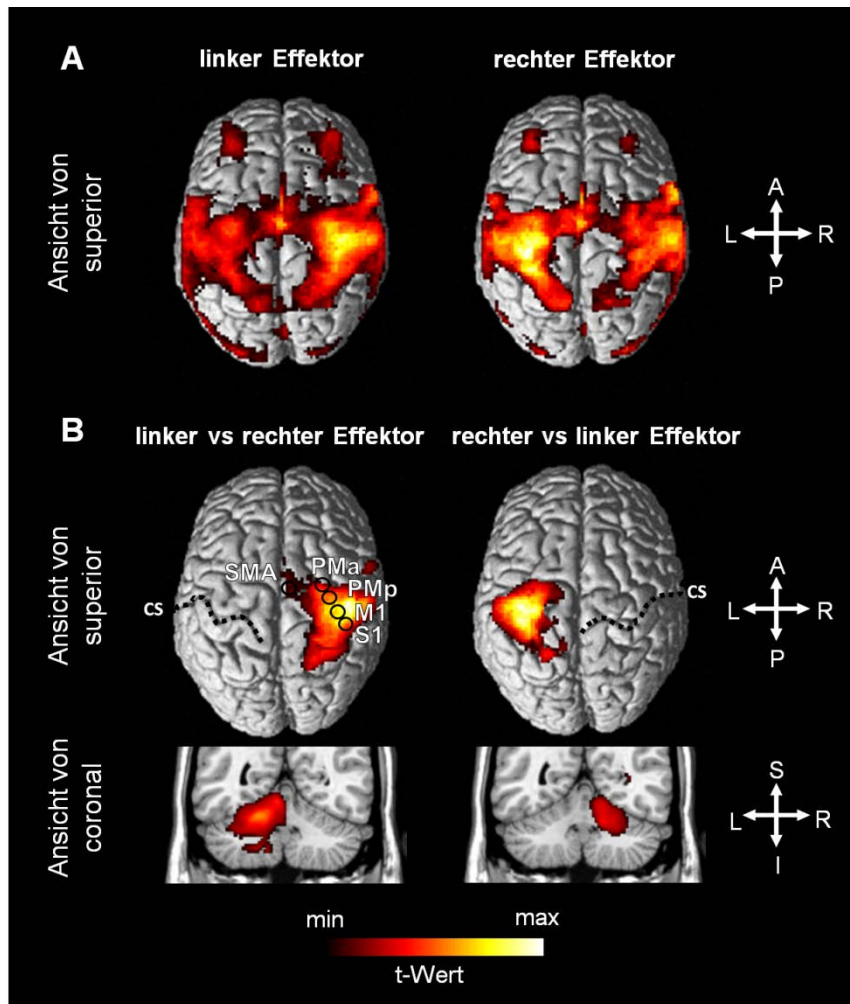 A
linker Effektor
rechter Effektor
Ansicht von
superior
A
L
R
P
B
linker vs rechter Effektor
rechter vs linker Effektor
Ansicht von
superior
SMA
PMa
PMp
M1
S1
cs
cs
A
L
R
P
Ansicht von
coronal
S
L
R
I
min
max
t-Wert